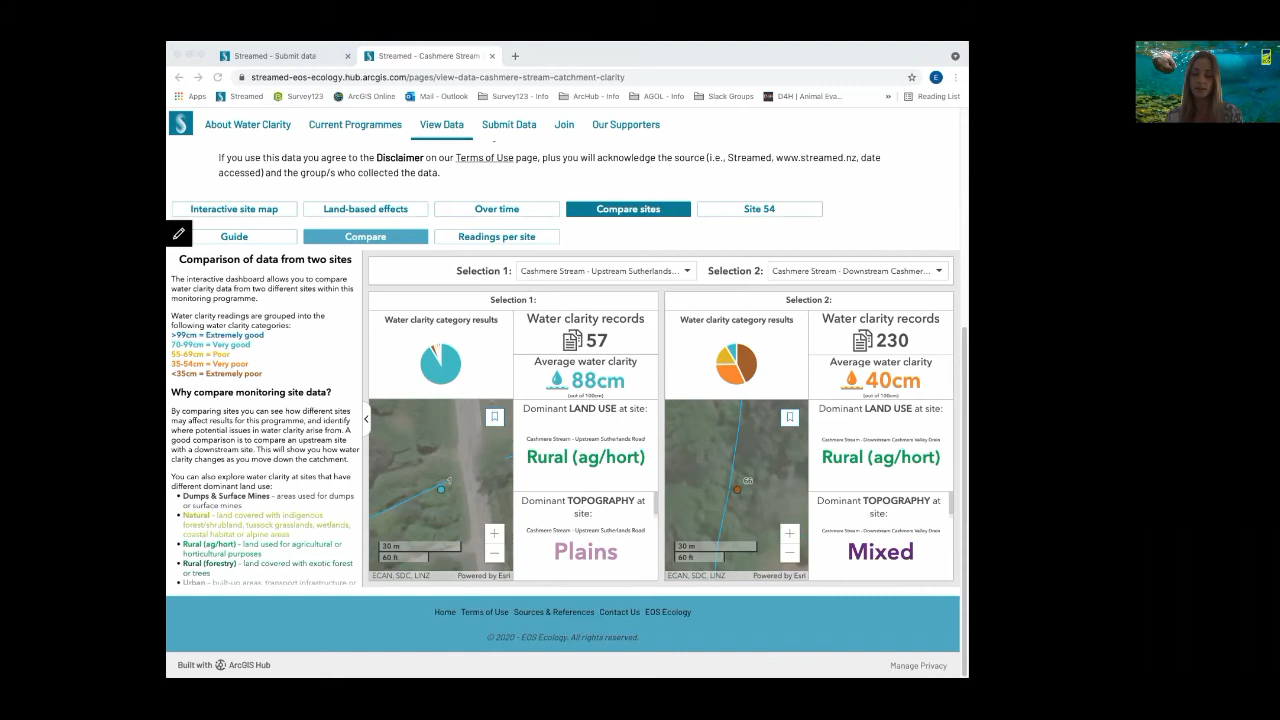 Streamed - Submit data
Streamed - Cashmere Stream
streamed-eos-ecology.hub.arcgis.com/pages/view-data-cashmere-stream-catchment-clarity
E
Apps
Streamed
Survey123
ArcGIS Online
Mail - Outlook
Survey123 - Info
ArcHub - Info
AGOL - Info
Slack Groups
D4H | Animal Eva...
»
Reading List
About Water Clarity
Current Programmes
View Data
Submit Data
Join
Our Supporters
If you use this data you agree to the Disclaimer on our Terms of Use page, plus you will acknowledge the source (i.e., Streamed, www.streamed.nz, date
accessed) and the group/s who collected the data.
Interactive site map
Land-based effects
Over time
Compare sites
Site 54
Guide
Compare
Readings per site
Comparison of data from two sites
The interactive dashboard allows you to compare
water clarity data from two different sites within this
monitoring programme.
Water clarity readings are grouped into the
following water clarity categories:
>99cm = Extremely good
70-99cm = Very good
55-69cm = Poor
35-54cm = Very poor
<35cm = Extremely poor
Why compare monitoring site data?
By comparing sites you can see how different sites
may affect results for this programme, and identify
where potential issues in water clarity arise from. A
good comparison is to compare an upstream site
with a downstream site. This will show you how water
clarity changes as you move down the catchment.
You can also explore water clarity at sites that have
different dominant land use:
• Dumps & Surface Mines - areas used for dumps
or surface mines
• Natural - land covered with indigenous
forest/shrubland, tussock grasslands, wetlands,
coastal habitat or alpine areas
• Rural (ag/hort) - land used for agricultural or
horticultural purposes
• Rural (forestry) - land covered with exotic forest
or trees
• Urban - built-up areas, transport infrastructure or
Selection 1:
Cashmere Stream - Upstream Sutherlands...
Selection 2:
Cashmere Stream - Downstream Cashmer...
Selection 1:
Water clarity category results
Water clarity records
57
Average water clarity
88cm
(out of 100cm)
Dominant LAND USE at site:
Cashmere Stream - Upstream Sutherlands Road
Rural (ag/hort)
Dominant TOPOGRAPHY at
site:
Cashmere Stream - Upstream Sutherlands Road
Plains
30 m
60 ft
ECAN, SDC, LINZ
Powered by Esri
Selection 2:
Water clarity category results
Water clarity records
230
Average water clarity
40cm
(out of 100cm)
Dominant LAND USE at site:
Cashmere Stream - Downstream Cashmere Valley Drain
Rural (ag/hort)
Dominant TOPOGRAPHY at
site:
Cashmere Stream - Downstream Cashmere Valley Drain
Mixed
30 m
60 ft
ECAN, SDC, LINZ
Powered by Esri
Home Terms of Use Sources & References Contact Us EOS Ecology
© 2020 - EOS Ecology. All rights reserved.
Built with ArcGIS Hub
Manage Privacy